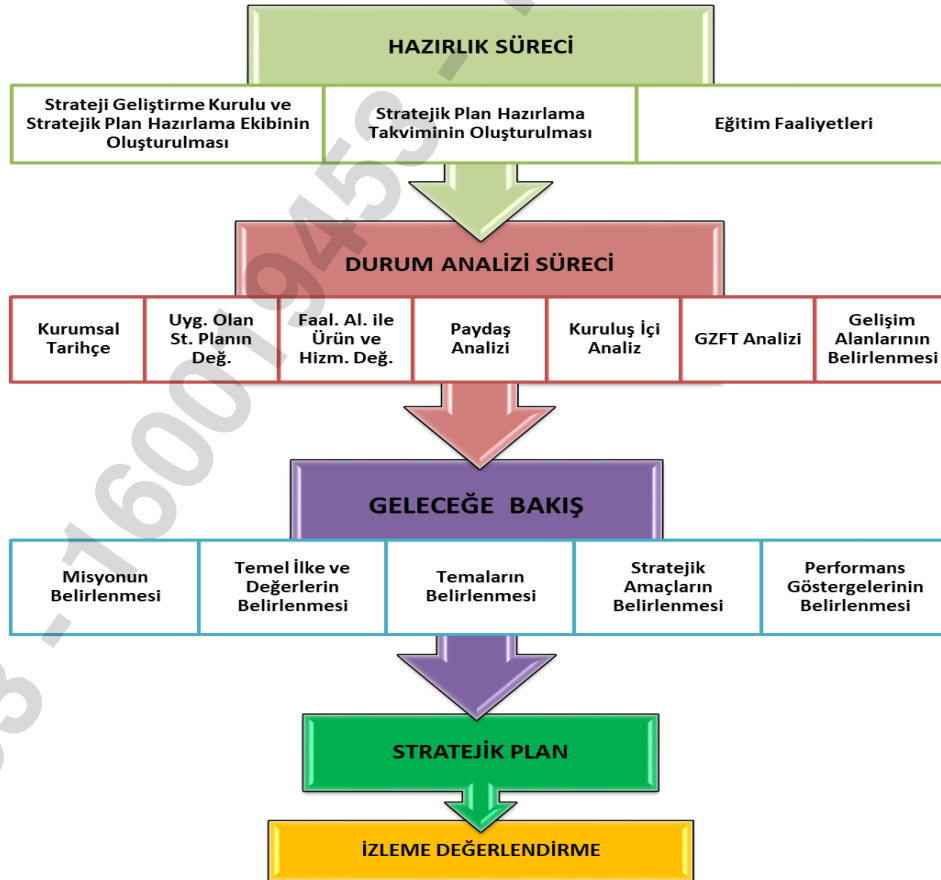 HAZIRLIK SÜRECİ
Strateji Geliştirme Kurulu ve
Stratejik Plan Hazırlama Ekibinin
Oluşturulması
Stratejik Plan Hazırlama
Takviminin Oluşturulması
Eğitim Faaliyetleri
DURUM ANALİZİ SÜRECİ
Kurumsal
Tarihçe
Uyg. Olan
St. Planın
Değ.
Faal. Al. ile
Ürün ve
Hizm. Değ.
Paydaş
Analizi
Kuruluş İçi
Analiz
GZFT Analizi
Gelişim
Alanlarının
Belirlenmesi
GELECEĞE BAKIŞ
Misyonun
Belirlenmesi
Temel İlke ve
Değerlerin
Belirlenmesi
Temaların
Belirlenmesi
Stratejik
Amaçların
Belirlenmesi
Performans
Göstergelerinin
Belirlenmesi
STRATEJİK PLAN
İZLEME DEĞERLENDİRME
3 - 160019453 -